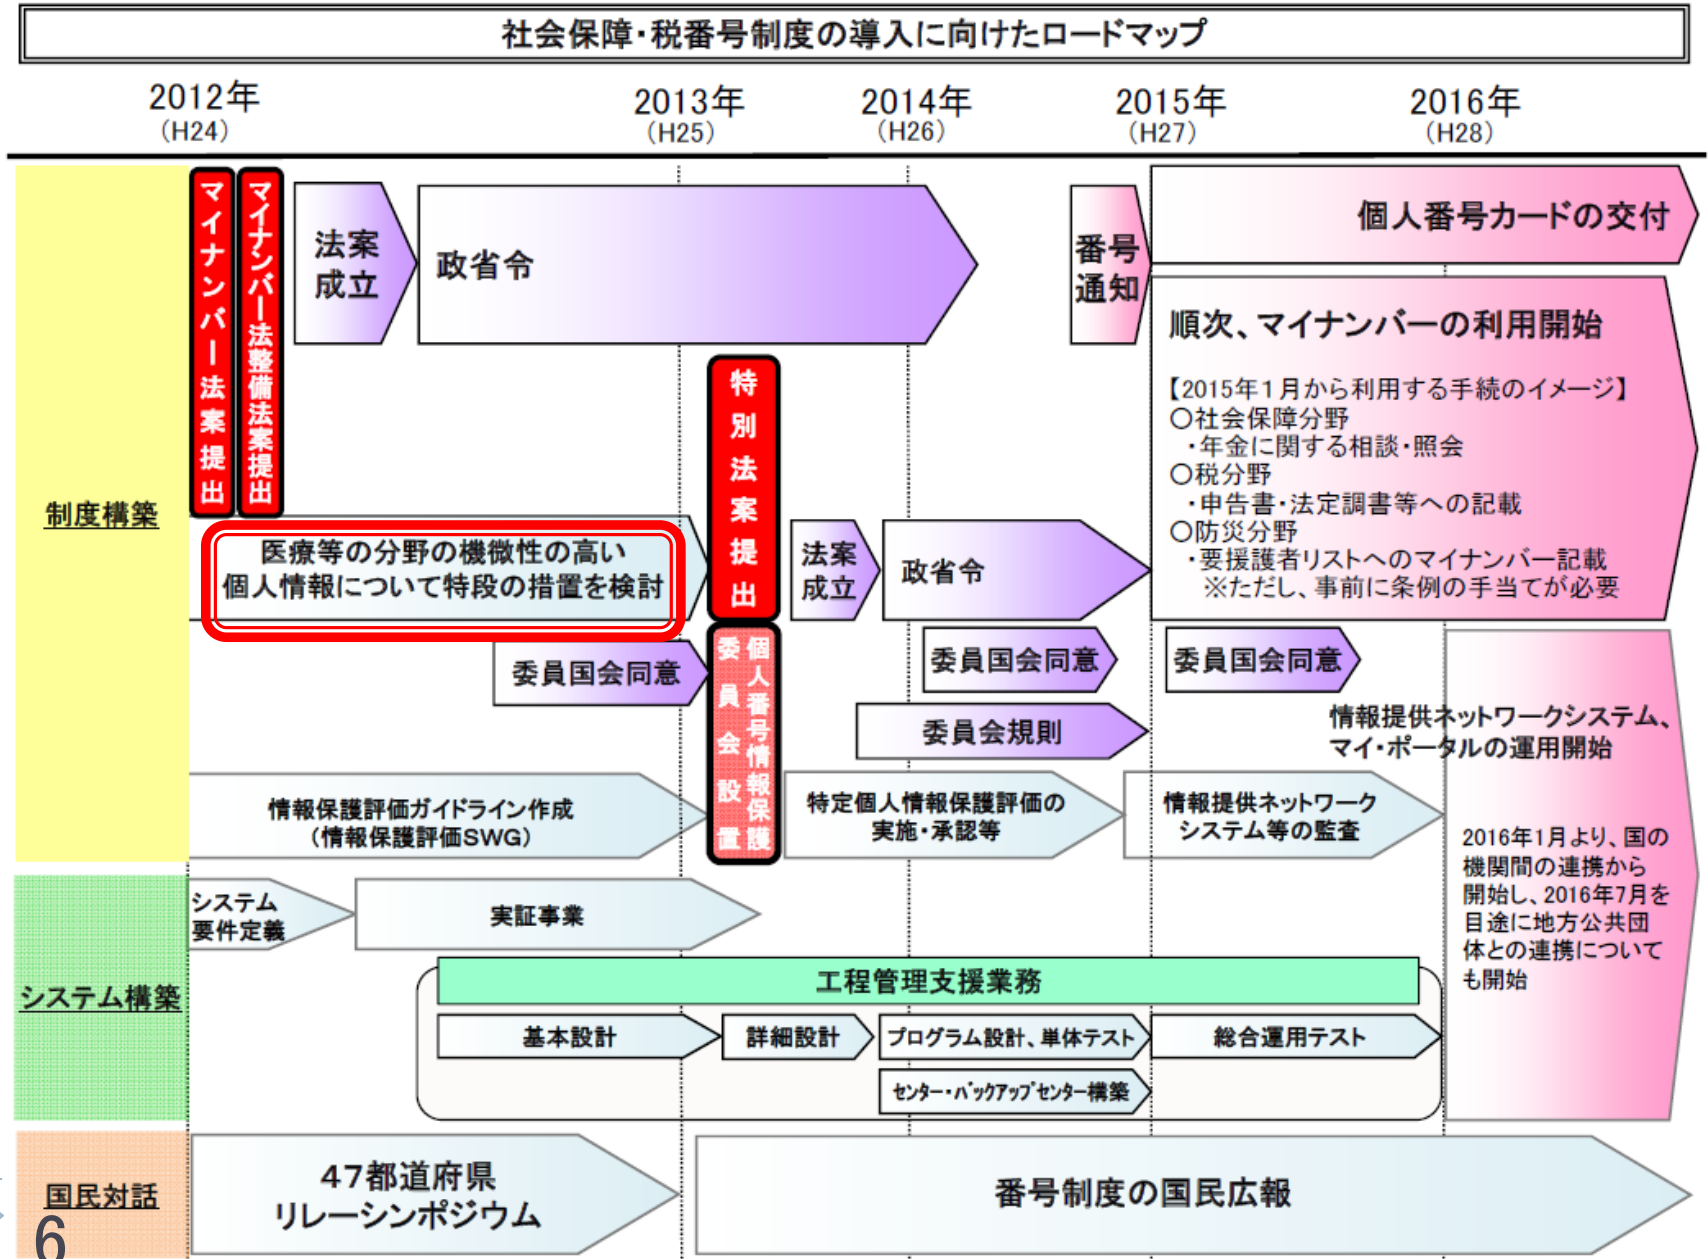 社会保障・税番号制度の導入に向けたロードマップ
2012年
(H24)
2013年
(H25)
2014年
(H26)
2015年
(H27)
2016年
(H28)
制度構築
マイナンバー法案提出
マイナンバー法整備法案提出
法案
成立
政省令
番号
通知
個人番号カードの交付
順次、マイナンバーの利用開始
【2015年1月から利用する手続のイメージ】
○社会保障分野
・年金に関する相談・照会
○税分野
・申告書・法定調書等への記載
○防災分野
・要援護者リストへのマイナンバー記載
※ただし、事前に条例の手当てが必要
医療等の分野の機微性の高い
個人情報について特段の措置を検討
特別法案提出
法案
成立
政省令
委員国会同意
個人番号情報保護
委員会設置
委員国会同意
委員国会同意
委員会規則
情報提供ネットワークシステム、
マイ・ポータルの運用開始
情報保護評価ガイドライン作成
(情報保護評価SWG)
特定個人情報保護評価の
実施・承認等
情報提供ネットワーク
システム等の監査
2016年1月より、国の
機関間の連携から
開始し、2016年7月を
目途に地方公共団
体との連携について
も開始
システム構築
システム
要件定義
実証事業
工程管理支援業務
基本設計
詳細設計
プログラム設計、単体テスト
総合運用テスト
センター・バックアップセンター構築
国民対話
47都道府県
リレーシンポジウム
番号制度の国民広報
6